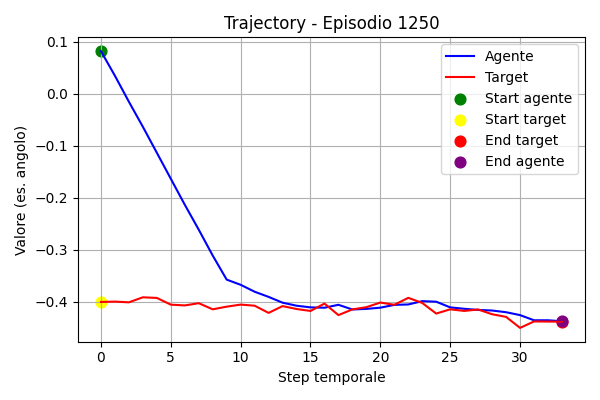 Trajectory - Episodio 1250
Agente
Target
Start agente
Start target
End target
End agente
Valore (es. angolo)
0.1
0.0
−0.1
−0.2
−0.3
−0.4
0 5 10 15 20 25 30
Step temporale